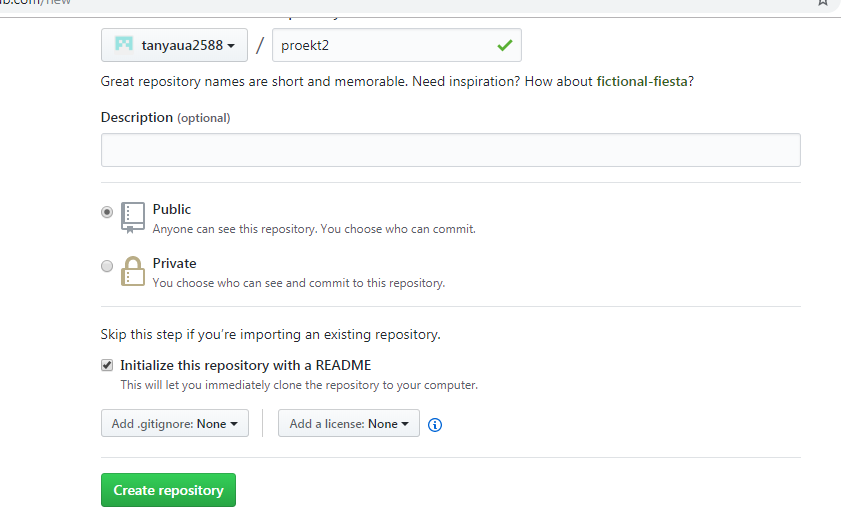 tanyaua2588 / proekt2
Great repository names are short and memorable. Need inspiration? How about fictional-fiesta?
Description (optional)
Public
Anyone can see this repository. You choose who can commit.
Private
You choose who can see and commit to this repository.
Skip this step if you're importing an existing repository.
Initialize this repository with a README
This will let you immediately clone the repository to your computer.
Add .gitignore: None Add a license: None
Create repository